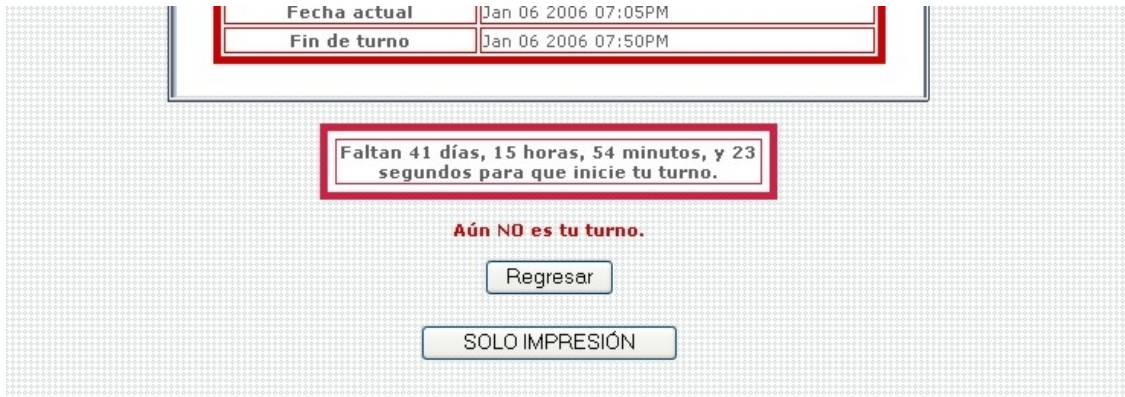 Fecha actual Jan 06 2006 07:05PM
Fin de turno Jan 06 2006 07:50PM
Faltan 41 días, 15 horas, 54 minutos, y 23
segundos para que inicie tu turno.
Aún NO es tu turno.
Regresar
SOLO IMPRESIÓN